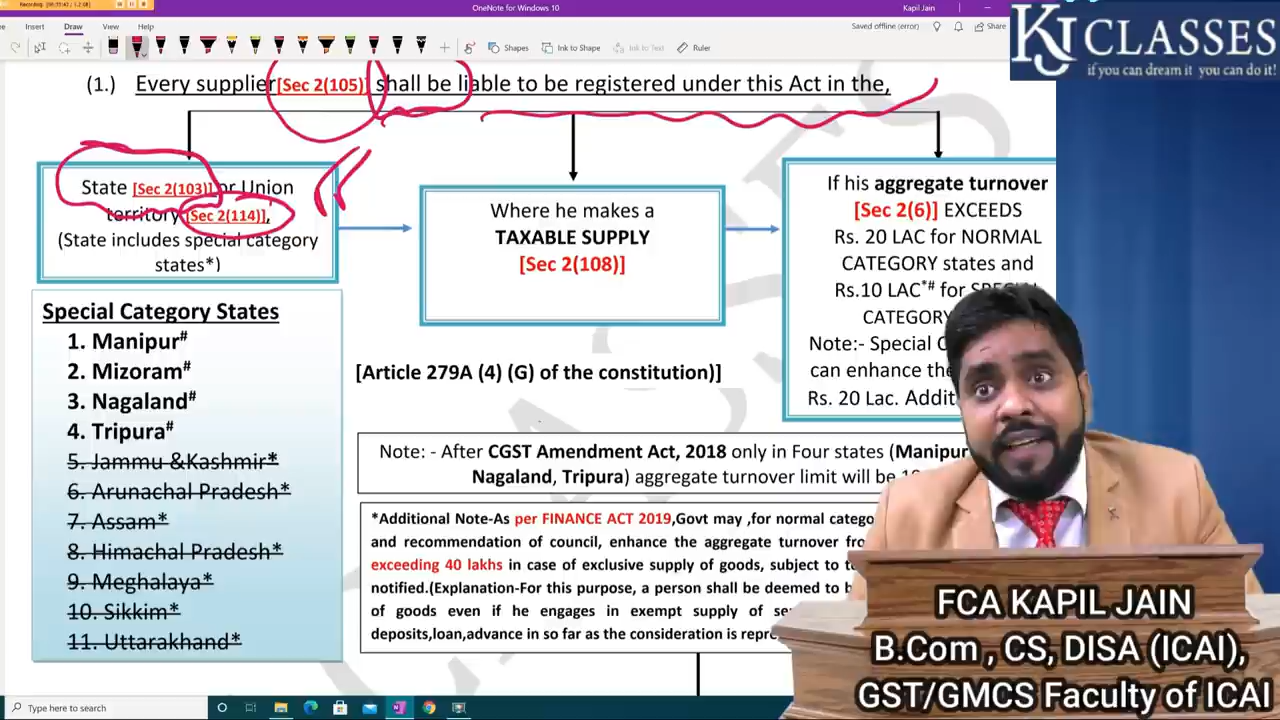 OneNote for Windows 10
Kapil Jain
Insert Draw View Help
Saved offline (error) Share
Shapes Ink to Shape Ink to Text Ruler
KJ CLASSES
if you can dream it you can do it!
(1.) Every supplier[Sec 2(105)] shall be liable to be registered under this Act in the,
State [Sec 2(103)] or Union
territory [Sec 2(114)],
(State includes special category
states*)
Where he makes a
TAXABLE SUPPLY
[Sec 2(108)]
If his aggregate turnover
[Sec 2(6)] EXCEEDS
Rs. 20 LAC for NORMAL
CATEGORY states and
Rs.10 LAC*# for SPECIAL
CATEGORY
Note:- Special
can enhance the
Rs. 20 Lac.
Special Category States
1. Manipur#
2. Mizoram#
3. Nagaland#
4. Tripura#
5. Jammu &Kashmir*
6. Arunachal Pradesh*
7. Assam*
8. Himachal Pradesh*
9. Meghalaya*
10. Sikkim*
11. Uttarakhand*
[Article 279A (4) (G) of the constitution)]
Note: - After CGST Amendment Act, 2018 only in Four states (Manipur
Nagaland, Tripura) aggregate turnover limit will be
*Additional Note-As per FINANCE ACT 2019,Govt may ,for normal
and recommendation of council, enhance the aggregate turnover
exceeding 40 lakhs in case of exclusive supply of goods, subject to
notified.(Explanation-For this purpose, a person shall be deemed to
of goods even if he engages in exempt supply of
deposits,loan,advance in so far as the consideration is
FCA KAPIL JAIN
B.Com , CS, DISA (ICAI),
GST/GMCS Faculty of ICAI
Type here to search